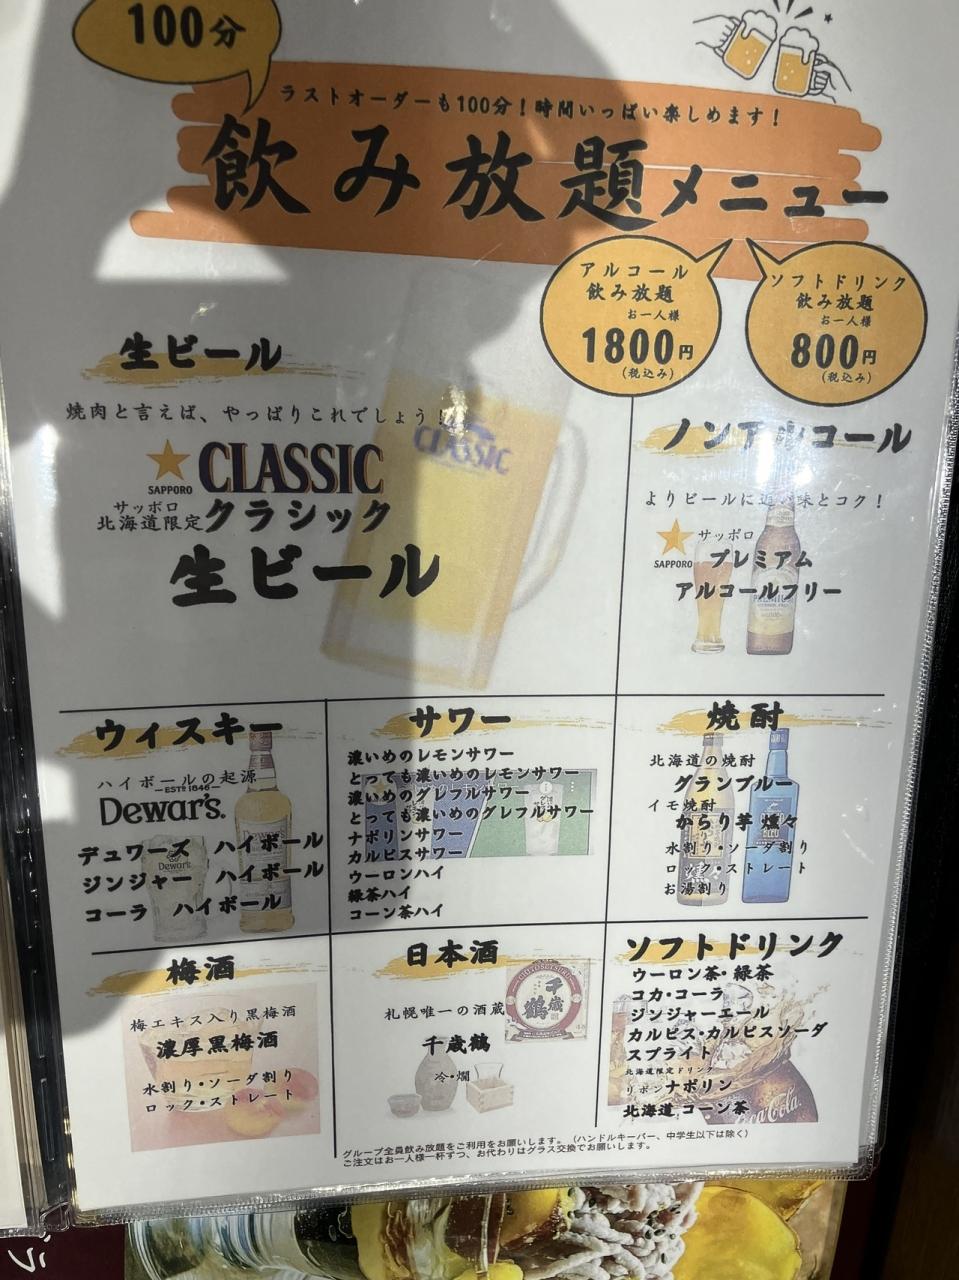 100分
ラストオーダーも100分！時間いっぱい楽しめます！
飲み放題メニュー
アルコール
飲み放題
お一人様
1800円
(税込み)
ソフトドリンク
飲み放題
お一人様
800円
(税込み)
生ビール
焼肉と言えば、やっぱりこれでしょう！
SAPPORO
CLASSIC
サッポロ
北海道限定クラシック
生ビール
CLASSIC
ノンアルコール
よりビールに近い味とコク！
SAPPORO
サッポロ
プレミアム
アルコールフリー
ウィスキー
ハイボールの起源
ESTD 1846
Dewar's.
デュワーズ ハイボール
ジンジャー ハイボール
コーラ ハイボール
サワー
濃いめのレモンサワー
とっても濃いめのレモンサワー
濃いめのグレフルサワー
とっても濃いめのグレフルサワー
ナポリンサワー
カルピスサワー
ウーロンハイ
緑茶ハイ
コーン茶ハイ
焼酎
北海道の焼酎
グランブルー
イモ焼酎
からり芋 燦々
水割り・ソーダ割り
ロック・ストレート
お湯割り
梅酒
梅エキス入り黒梅酒
濃厚黒梅酒
水割り・ソーダ割り
ロック・ストレート
日本酒
札幌唯一の酒蔵
千歳鶴
千歳鶴
冷・燗
ソフトドリンク
ウーロン茶・緑茶
コカ・コーラ
ジンジャーエール
カルピス・カルピスソーダ
スプライト
北海道限定ドリンク
リボンナポリン
北海道 コーン茶
Coca-Cola
グループ全員飲み放題をご利用をお願いします。（ハンドルキーパー、中学生以下は除く）
ご注文はお一人様一杯ずつ、お代わりはグラス交換でお願いします。